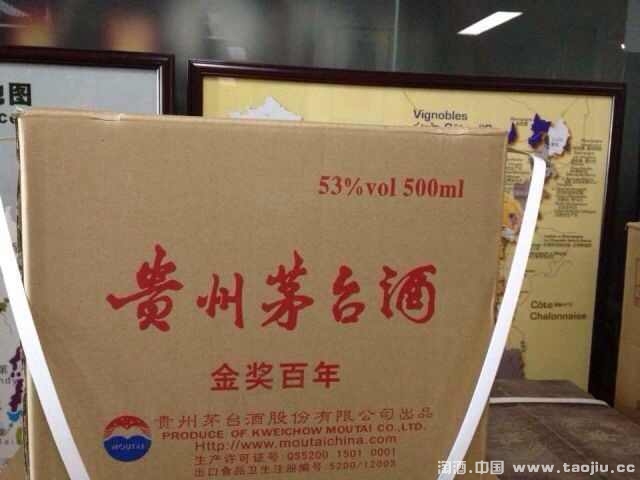 地图
Vignobles
53%vol 500ml
贵州茅台酒
金奖百年
贵州茅台酒股份有限公司出品
PRODUCE OF KWEICHOW MOUTAI CO.,LTD.
Http://www.moutaichina.com
生产许可证号:QS5200 1501 0001
出口食品卫生注册编号:5200/12003
MOUTAI
Côte
Chalonnaise
淘酒.中国 www.taojiu.cc